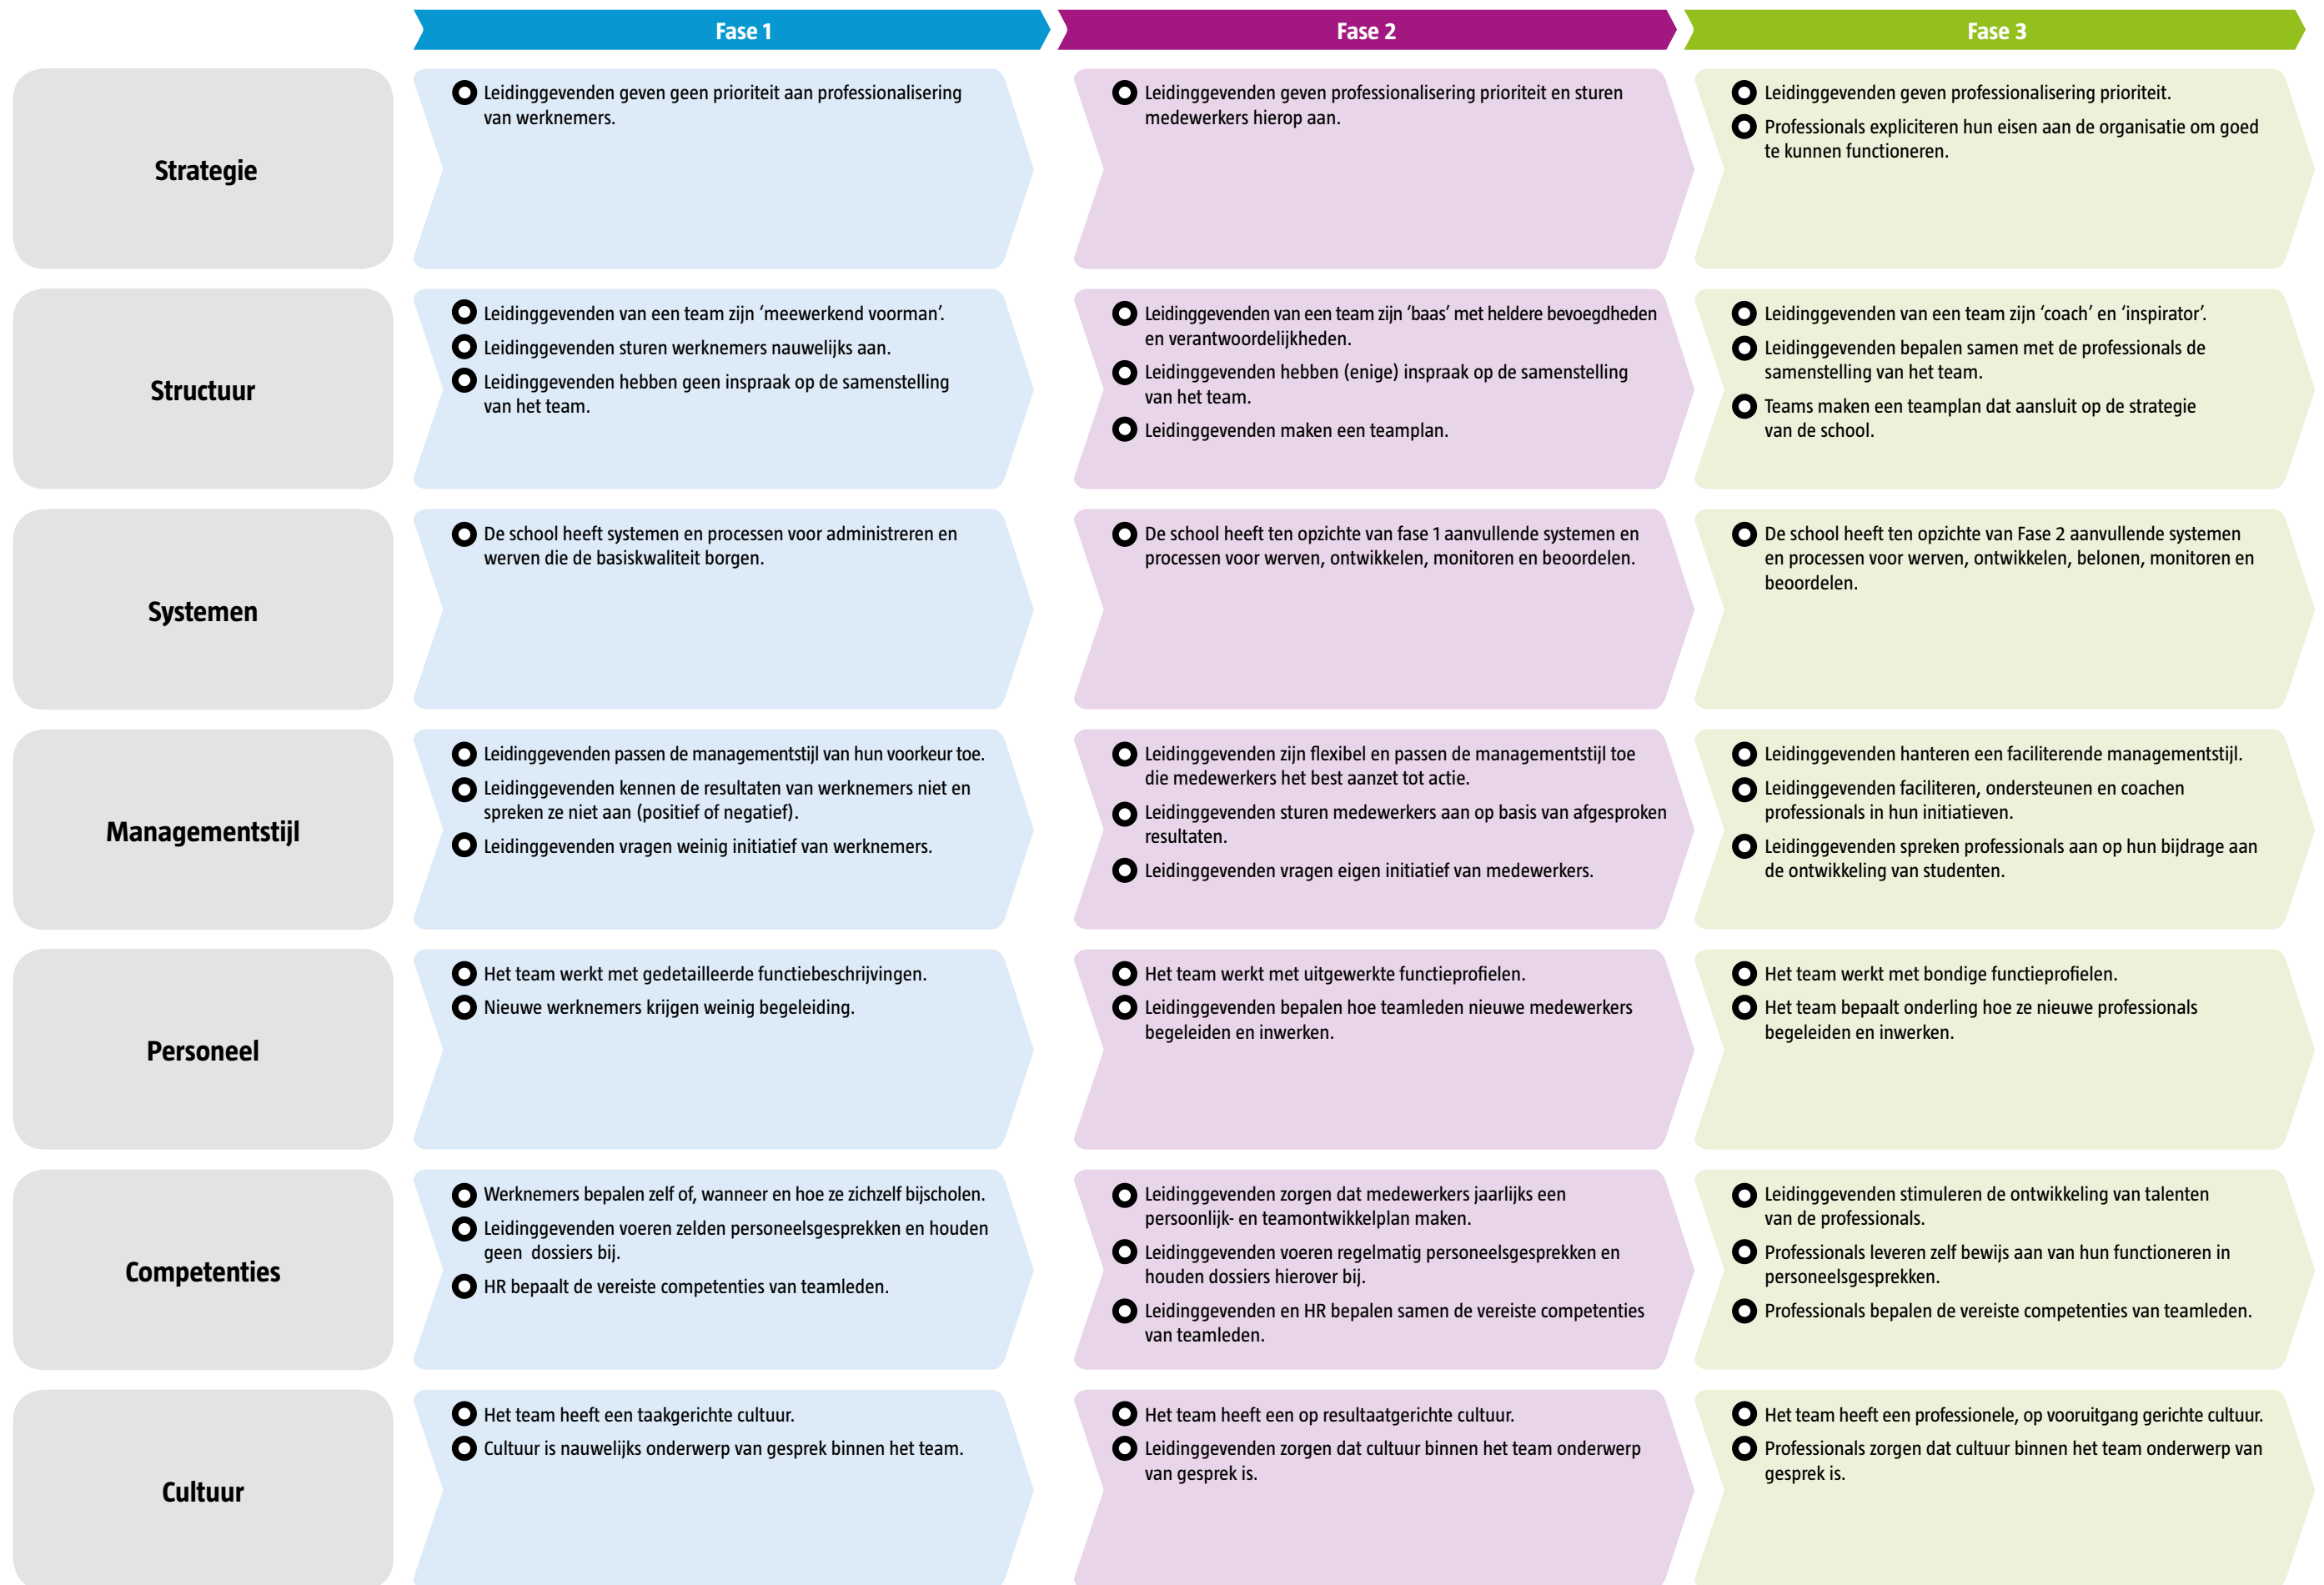 Fase 1
Fase 2
Fase 3
Strategie
Leidinggevenden geven geen prioriteit aan professionalisering
van werknemers.
Leidinggevenden geven professionalisering prioriteit en sturen
medewerkers hierop aan.
Leidinggevenden geven professionalisering prioriteit.
Professionals expliciteren hun eisen aan de organisatie om goed
te kunnen functioneren.
Structuur
Leidinggevenden van een team zijn ‘meewerkend voorman’.
Leidinggevenden sturen werknemers nauwelijks aan.
Leidinggevenden hebben geen inspraak op de samenstelling
van het team.
Leidinggevenden van een team zijn ‘baas’ met heldere bevoegdheden
en verantwoordelijkheden.
Leidinggevenden hebben (enige) inspraak op de samenstelling
van het team.
Leidinggevenden maken een teamplan.
Leidinggevenden van een team zijn ‘coach’ en ‘inspirator’.
Leidinggevenden bepalen samen met de professionals de
samenstelling van het team.
Teams maken een teamplan dat aansluit op de strategie
van de school.
Systemen
De school heeft systemen en processen voor administreren en
werven die de basiskwaliteit borgen.
De school heeft ten opzichte van fase 1 aanvullende systemen en
processen voor werven, ontwikkelen, monitoren en beoordelen.
De school heeft ten opzichte van Fase 2 aanvullende systemen
en processen voor werven, ontwikkelen, belonen, monitoren en
beoordelen.
Managementstijl
Leidinggevenden passen de managementstijl van hun voorkeur toe.
Leidinggevenden kennen de resultaten van werknemers niet en
spreken ze niet aan (positief of negatief).
Leidinggevenden vragen weinig initiatief van werknemers.
Leidinggevenden zijn flexibel en passen de managementstijl toe
die medewerkers het best aanzet tot actie.
Leidinggevenden sturen medewerkers aan op basis van afgesproken
resultaten.
Leidinggevenden vragen eigen initiatief van medewerkers.
Leidinggevenden hanteren een faciliterende managementstijl.
Leidinggevenden faciliteren, ondersteunen en coachen
professionals in hun initiatieven.
Leidinggevenden spreken professionals aan op hun bijdrage aan
de ontwikkeling van studenten.
Personeel
Het team werkt met gedetailleerde functiebeschrijvingen.
Nieuwe werknemers krijgen weinig begeleiding.
Het team werkt met uitgewerkte functieprofielen.
Leidinggevenden bepalen hoe teamleden nieuwe medewerkers
begeleiden en inwerken.
Het team werkt met bondige functieprofielen.
Het team bepaalt onderling hoe ze nieuwe professionals
begeleiden en inwerken.
Competenties
Werknemers bepalen zelf of, wanneer en hoe ze zichzelf bijscholen.
Leidinggevenden voeren zelden personeelsgesprekken en houden
geen dossiers bij.
HR bepaalt de vereiste competenties van teamleden.
Leidinggevenden zorgen dat medewerkers jaarlijks een
persoonlijk- en teamontwikkelplan maken.
Leidinggevenden voeren regelmatig personeelsgesprekken en
houden dossiers hierover bij.
Leidinggevenden en HR bepalen samen de vereiste competenties
van teamleden.
Leidinggevenden stimuleren de ontwikkeling van talenten
van de professionals.
Professionals leveren zelf bewijs aan van hun functioneren in
personeelsgesprekken.
Professionals bepalen de vereiste competenties van teamleden.
Cultuur
Het team heeft een taakgerichte cultuur.
Cultuur is nauwelijks onderwerp van gesprek binnen het team.
Het team heeft een op resultaatgerichte cultuur.
Leidinggevenden zorgen dat cultuur binnen het team onderwerp
van gesprek is.
Het team heeft een professionele, op vooruitgang gerichte cultuur.
Professionals zorgen dat cultuur binnen het team onderwerp van
gesprek is.